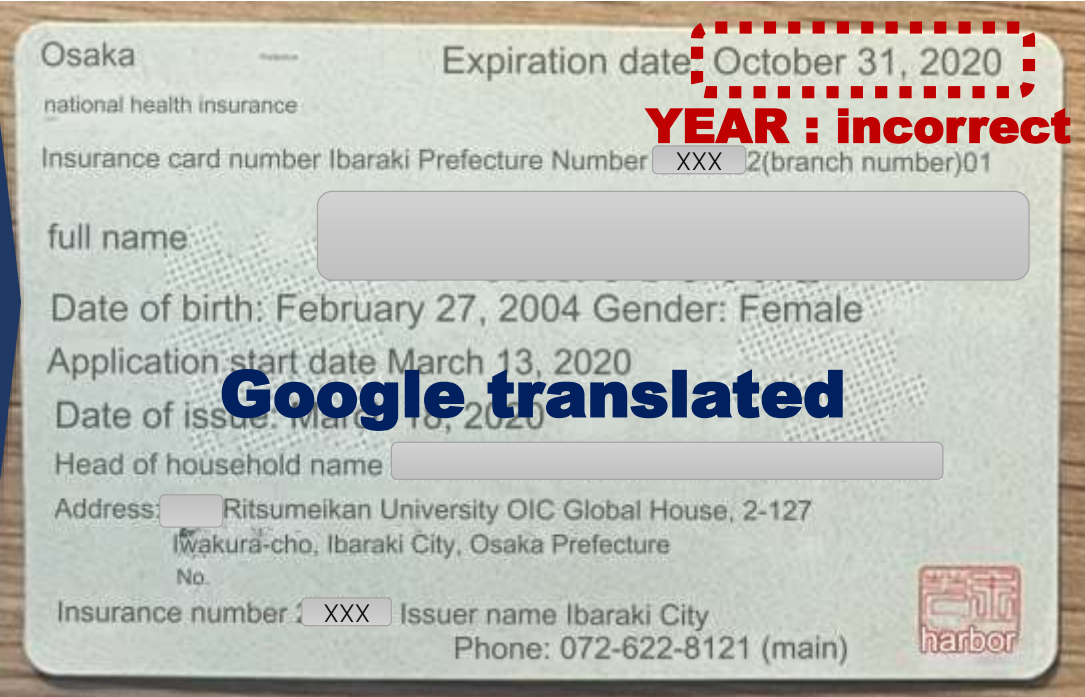 Osaka
Expiration date: October 31, 2020
national health insurance
YEAR : incorrect
Insurance card number Ibaraki Prefecture Number XXX 2(branch number)01
full name
Date of birth: February 27, 2004 Gender: Female
Application start date March 13, 2020
Google translated
Date of issue: March 18, 2020
Head of household name
Address: Ritsumeikan University OIC Global House, 2-127
Iwakura-cho, Ibaraki City, Osaka Prefecture
No.
Insurance number XXX Issuer name Ibaraki City
harbor
Phone: 072-622-8121 (main)